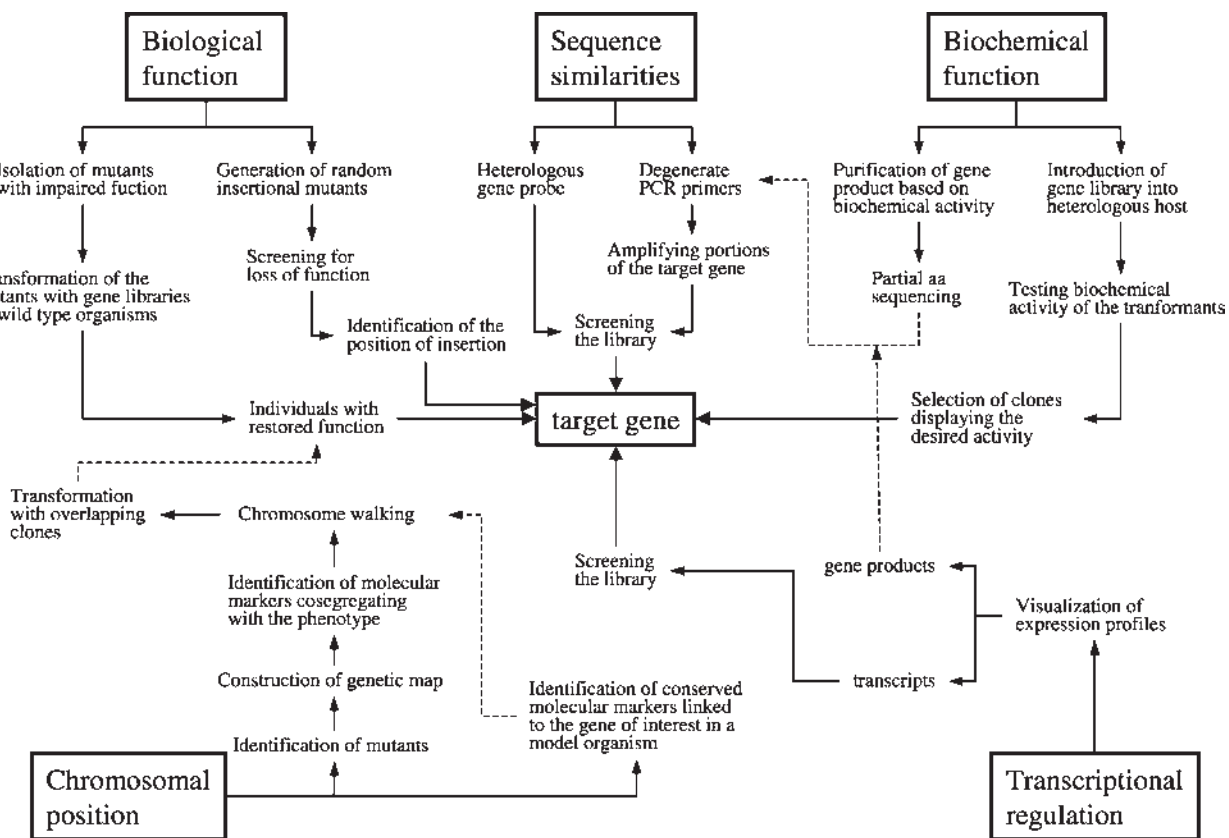 Biological
function
Sequence
similarities
Biochemical
function
Isolation of mutants
with impaired fuction
Generation of random
insertional mutants
Heterologous
gene probe
Degenerate
PCR primers
Purification of gene
product based on
biochemical activity
Introduction of
gene library into
heterologous host
ansformation of the
tants with gene libraries
wild type organisms
Screening for
loss of function
Amplifying portions
of the target gene
Partial aa
sequencing
Testing biochemical
activity of the tranformants
Identification of the
position of insertion
Screening
the library
Individuals with
restored function
target gene
Selection of clones
displaying the
desired activity
Transformation
with overlapping
clones
Chromosome walking
Screening
the library
gene products
Identification of molecular
markers cosegregating
with the phenotype
Visualization of
expression profiles
Construction of genetic map
Identification of conserved
molecular markers linked
to the gene of interest in a
model organism
transcripts
Identification of mutants
Chromosomal
position
Transcriptional
regulation